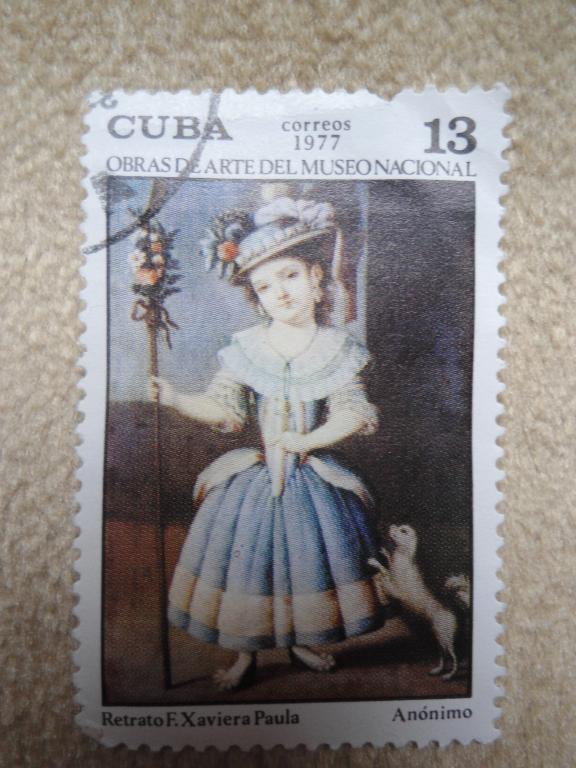 CUBA correos 13
1977
OBRAS DE ARTE DEL MUSEO NACIONAL
Retrato F. Xaviera Paula Anónimo